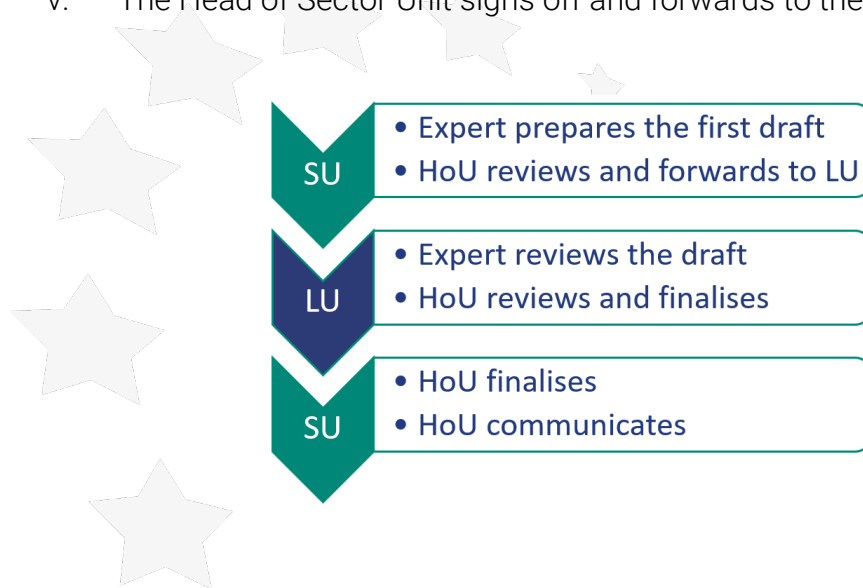 v. The Head of Sector Unit signs off and forwards to the
SU
• Expert prepares the first draft
• HoU reviews and forwards to LU
LU
• Expert reviews the draft
• HoU reviews and finalises
SU
• HoU finalises
• HoU communicates